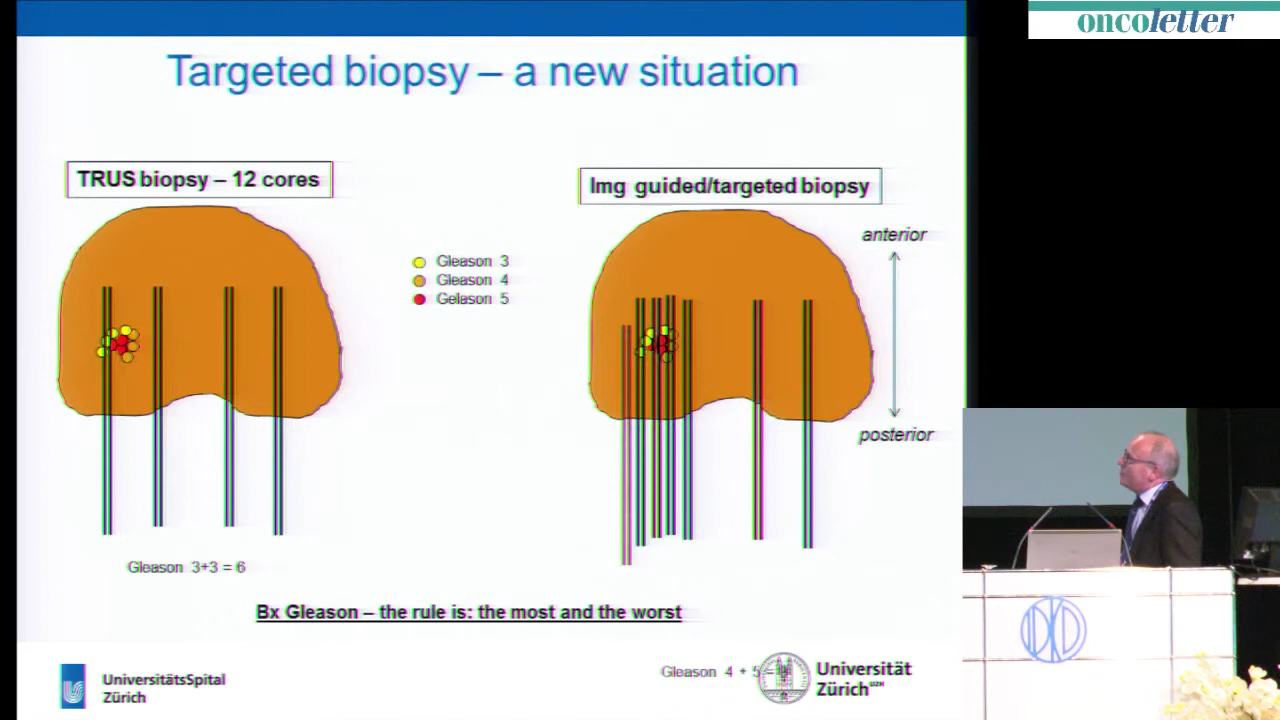 oncoletter
Targeted biopsy – a new situation
TRUS biopsy – 12 cores
Img guided/targeted biopsy
anterior
Gleason 3
Gleason 4
Gelason 5
posterior
Gleason 3+3 = 6
Bx Gleason – the rule is: the most and the worst
Gleason 4 + 5
UniversitätsSpital
Zürich
Universität
Zürich UZH